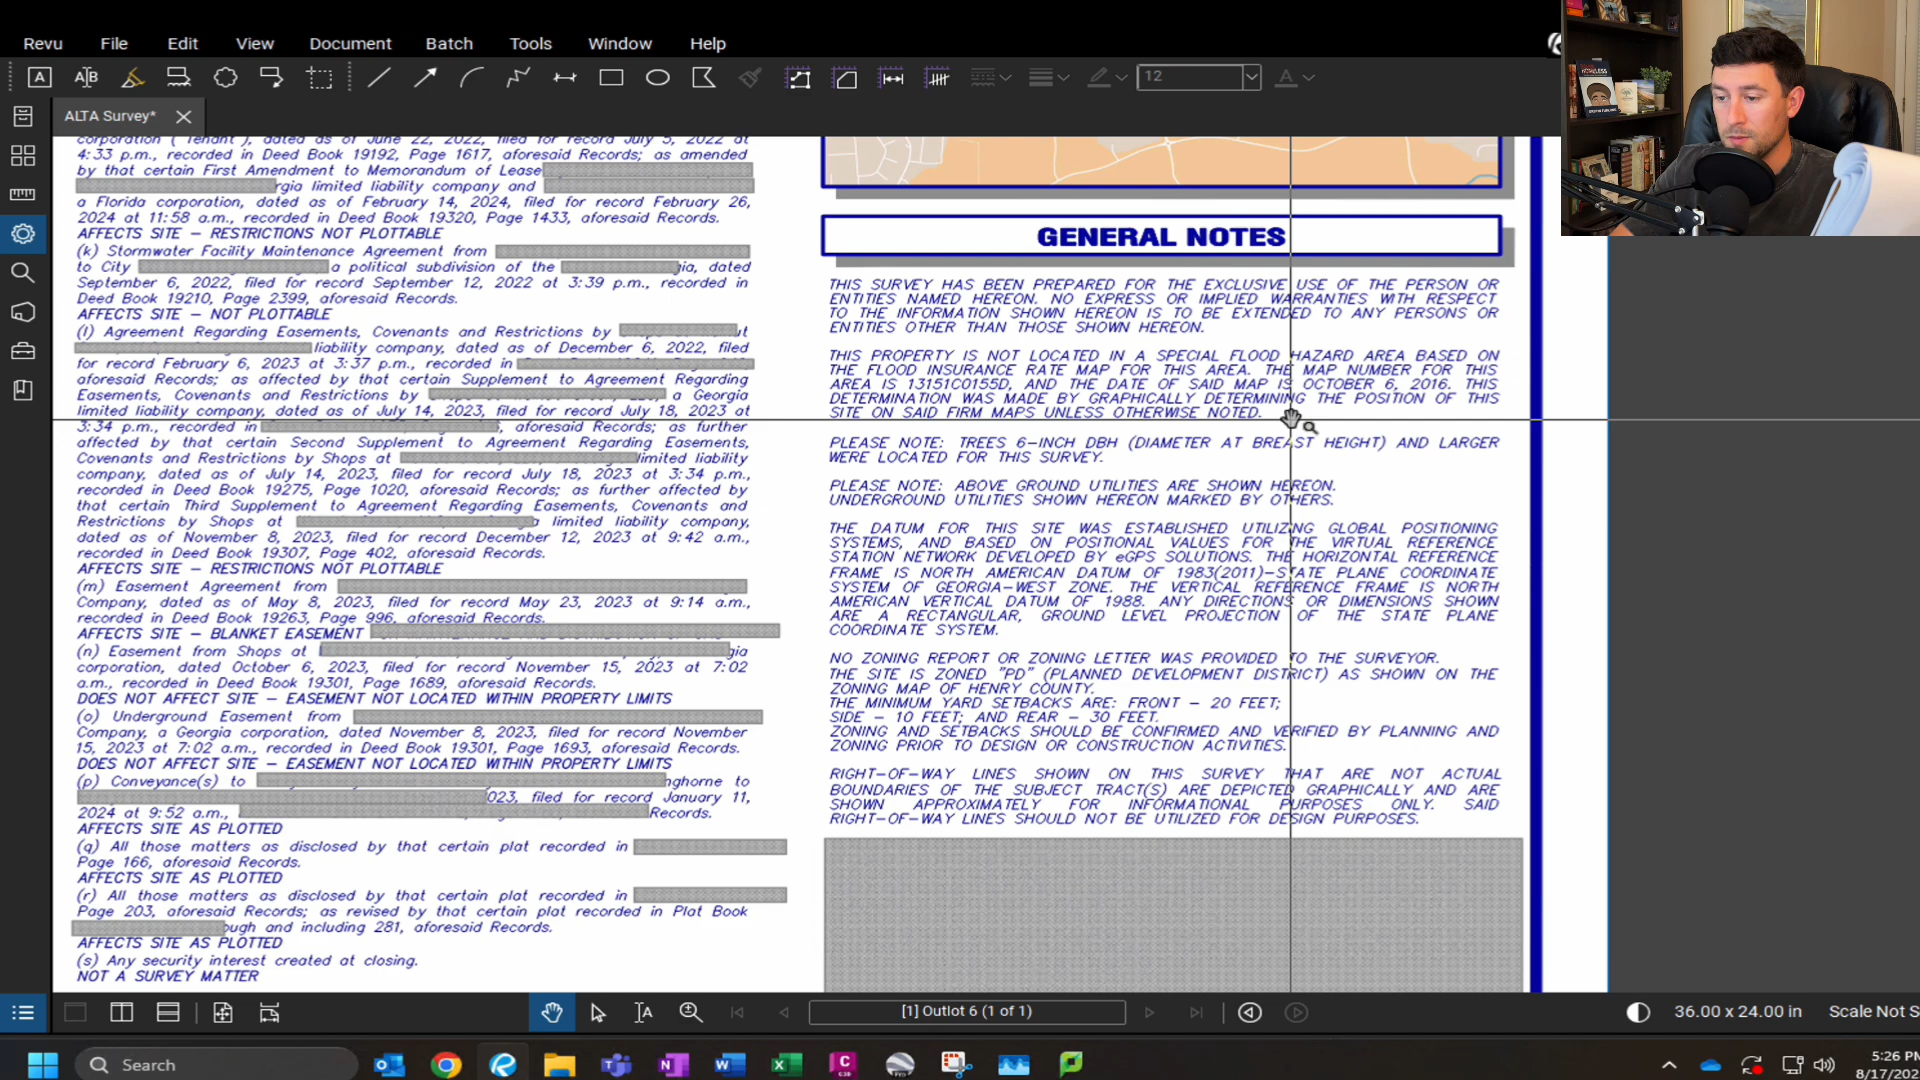 Revu File Edit View Document Batch Tools Window Help
12
ALTA Survey*
corporation ("Tenant"), dated as of June 22, 2022, filed for record July 5, 2022 at
4:33 p.m., recorded in Deed Book 19192, Page 1617, aforesaid Records; as amended
by that certain First Amendment to Memorandum of Lease
rgia limited liability company and
a Florida corporation, dated as of February 14, 2024, filed for record February 26,
2024 at 11:58 a.m., recorded in Deed Book 19320, Page 1433, aforesaid Records.
AFFECTS SITE – RESTRICTIONS NOT PLOTTABLE
(k) Stormwater Facility Maintenance Agreement from
to City a political subdivision of the gia, dated
September 6, 2022, filed for record September 12, 2022 at 3:39 p.m., recorded in
Deed Book 19210, Page 2399, aforesaid Records.
AFFECTS SITE – NOT PLOTTABLE
(l) Agreement Regarding Easements, Covenants and Restrictions by t
liability company, dated as of December 6, 2022, filed
for record February 6, 2023 at 3:37 p.m., recorded in
aforesaid Records; as affected by that certain Supplement to Agreement Regarding
Easements, Covenants and Restrictions by a Georgia
limited liability company, dated as of July 14, 2023, filed for record July 18, 2023 at
3:34 p.m., recorded in , aforesaid Records; as further
affected by that certain Second Supplement to Agreement Regarding Easements,
Covenants and Restrictions by Shops at limited liability
company, dated as of July 14, 2023, filed for record July 18, 2023 at 3:34 p.m.,
recorded in Deed Book 19275, Page 1020, aforesaid Records; as further affected by
that certain Third Supplement to Agreement Regarding Easements, Covenants and
Restrictions by Shops at a limited liability company,
dated as of November 8, 2023, filed for record December 12, 2023 at 9:42 a.m.,
recorded in Deed Book 19307, Page 402, aforesaid Records.
AFFECTS SITE – RESTRICTIONS NOT PLOTTABLE
(m) Easement Agreement from
Company, dated as of May 8, 2023, filed for record May 23, 2023 at 9:14 a.m.,
recorded in Deed Book 19263, Page 996, aforesaid Records.
AFFECTS SITE – BLANKET EASEMENT
(n) Easement from Shops at gia
corporation, dated October 6, 2023, filed for record November 15, 2023 at 7:02
a.m., recorded in Deed Book 19301, Page 1689, aforesaid Records.
DOES NOT AFFECT SITE – EASEMENT NOT LOCATED WITHIN PROPERTY LIMITS
(o) Underground Easement from
Company, a Georgia corporation, dated November 8, 2023, filed for record November
15, 2023 at 7:02 a.m., recorded in Deed Book 19301, Page 1693, aforesaid Records.
DOES NOT AFFECT SITE – EASEMENT NOT LOCATED WITHIN PROPERTY LIMITS
(p) Conveyance(s) to nghorne to
023, filed for record January 11,
2024 at 9:52 a.m., Records.
AFFECTS SITE AS PLOTTED
(q) All those matters as disclosed by that certain plat recorded in
Page 166, aforesaid Records.
AFFECTS SITE AS PLOTTED
(r) All those matters as disclosed by that certain plat recorded in
Page 203, aforesaid Records; as revised by that certain plat recorded in Plat Book
ough and including 281, aforesaid Records.
AFFECTS SITE AS PLOTTED
(s) Any security interest created at closing.
NOT A SURVEY MATTER
GENERAL NOTES
THIS SURVEY HAS BEEN PREPARED FOR THE EXCLUSIVE USE OF THE PERSON OR
ENTITIES NAMED HEREON. NO EXPRESS OR IMPLIED WARRANTIES WITH RESPECT
TO THE INFORMATION SHOWN HEREON IS TO BE EXTENDED TO ANY PERSONS OR
ENTITIES OTHER THAN THOSE SHOWN HEREON.
THIS PROPERTY IS NOT LOCATED IN A SPECIAL FLOOD HAZARD AREA BASED ON
THE FLOOD INSURANCE RATE MAP FOR THIS AREA. THE MAP NUMBER FOR THIS
AREA IS 13151C0155D, AND THE DATE OF SAID MAP IS OCTOBER 6, 2016. THIS
DETERMINATION WAS MADE BY GRAPHICALLY DETERMINING THE POSITION OF THIS
SITE ON SAID FIRM MAPS UNLESS OTHERWISE NOTED.
PLEASE NOTE: TREES 6–INCH DBH (DIAMETER AT BREAST HEIGHT) AND LARGER
WERE LOCATED FOR THIS SURVEY.
PLEASE NOTE: ABOVE GROUND UTILITIES ARE SHOWN HEREON.
UNDERGROUND UTILITIES SHOWN HEREON MARKED BY OTHERS.
THE DATUM FOR THIS SITE WAS ESTABLISHED UTILIZING GLOBAL POSITIONING
SYSTEMS, AND BASED ON POSITIONAL VALUES FOR THE VIRTUAL REFERENCE
STATION NETWORK DEVELOPED BY eGPS SOLUTIONS. THE HORIZONTAL REFERENCE
FRAME IS NORTH AMERICAN DATUM OF 1983(2011)–STATE PLANE COORDINATE
SYSTEM OF GEORGIA–WEST ZONE. THE VERTICAL REFERENCE FRAME IS NORTH
AMERICAN VERTICAL DATUM OF 1988. ANY DIRECTIONS OR DIMENSIONS SHOWN
ARE A RECTANGULAR, GROUND LEVEL PROJECTION OF THE STATE PLANE
COORDINATE SYSTEM.
NO ZONING REPORT OR ZONING LETTER WAS PROVIDED TO THE SURVEYOR.
THE SITE IS ZONED "PD" (PLANNED DEVELOPMENT DISTRICT) AS SHOWN ON THE
ZONING MAP OF HENRY COUNTY.
THE MINIMUM YARD SETBACKS ARE: FRONT – 20 FEET;
SIDE – 10 FEET; AND REAR – 30 FEET.
ZONING AND SETBACKS SHOULD BE CONFIRMED AND VERIFIED BY PLANNING AND
ZONING PRIOR TO DESIGN OR CONSTRUCTION ACTIVITIES.
RIGHT–OF–WAY LINES SHOWN ON THIS SURVEY THAT ARE NOT ACTUAL
BOUNDARIES OF THE SUBJECT TRACT(S) ARE DEPICTED GRAPHICALLY AND ARE
SHOWN APPROXIMATELY FOR INFORMATIONAL PURPOSES ONLY. SAID
RIGHT–OF–WAY LINES SHOULD NOT BE UTILIZED FOR DESIGN PURPOSES.
[1] Outlot 6 (1 of 1)
36.00 x 24.00 in
Scale Not S
Search
5:26 PM
8/17/202